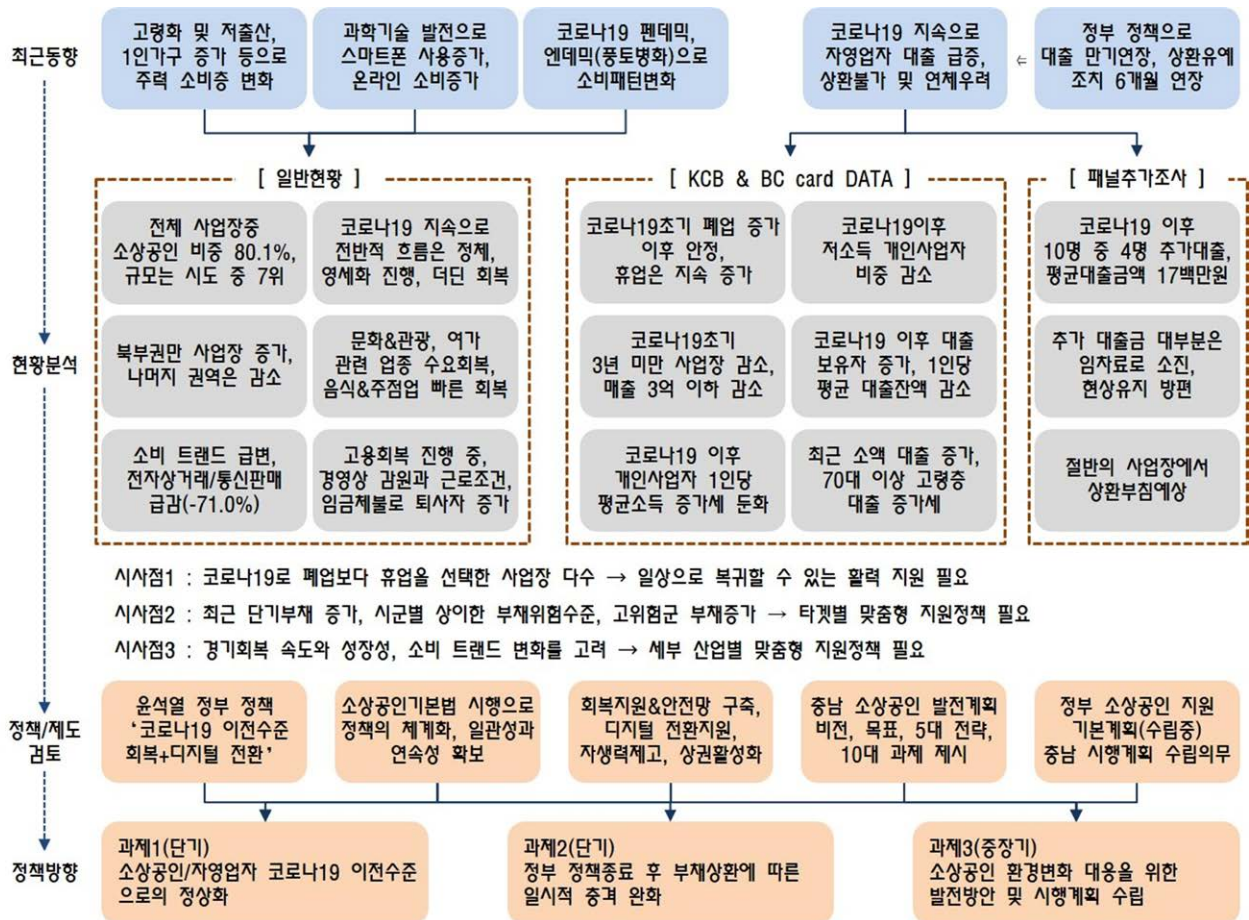 최근동향
고령화 및 저출산,
1인가구 증가 등으로
주력 소비층 변화
과학기술 발전으로
스마트폰 사용증가,
온라인 소비증가
코로나19 펜데믹,
엔데믹(풍토병화)으로
소비패턴변화
코로나19 지속으로
자영업자 대출 급증,
상환불가 및 연체우려
⇐
정부 정책으로
대출 만기연장, 상환유예
조치 6개월 연장
현황분석
[ 일반현황 ]
전체 사업장중
소상공인 비중 80.1%,
규모는 시도 중 7위
코로나19 지속으로
전반적 흐름은 정체,
영세화 진행, 더딘 회복
북부권만 사업장 증가,
나머지 권역은 감소
문화&관광, 여가
관련 업종 수요회복,
음식&주점업 빠른 회복
소비 트랜드 급변,
전자상거래/통신판매
급감(-71.0%)
고용회복 진행 중,
경영상 감원과 근로조건,
임금체불로 퇴사자 증가
[ KCB & BC card DATA ]
코로나19초기 폐업 증가
이후 안정,
휴업은 지속 증가
코로나19이후
저소득 개인사업자
비중 감소
코로나19초기
3년 미만 사업장 감소,
매출 3억 이하 감소
코로나19 이후 대출
보유자 증가, 1인당
평균 대출잔액 감소
코로나19 이후
개인사업자 1인당
평균소득 증가세 둔화
최근 소액 대출 증가,
70대 이상 고령층
대출 증가세
[ 패널추가조사 ]
코로나19 이후
10명 중 4명 추가대출,
평균대출금액 17백만원
추가 대출금 대부분은
임차료로 소진,
현상유지 방편
절반의 사업장에서
상환부침예상
시사점1 : 코로나19로 폐업보다 휴업을 선택한 사업장 다수 → 일상으로 복귀할 수 있는 활력 지원 필요
시사점2 : 최근 단기부채 증가, 시군별 상이한 부채위험수준, 고위험군 부채증가 → 타겟별 맞춤형 지원정책 필요
시사점3 : 경기회복 속도와 성장성, 소비 트랜드 변화를 고려 → 세부 산업별 맞춤형 지원정책 필요
정책/제도
검토
윤석열 정부 정책
‘코로나19 이전수준
회복+디지털 전환’
소상공인기본법 시행으로
정책의 체계화, 일관성과
연속성 확보
회복지원&안전망 구축,
디지털 전환지원,
자생력제고, 상권활성화
충남 소상공인 발전계획
비전, 목표, 5대 전략,
10대 과제 제시
정부 소상공인 지원
기본계획(수립중)
충남 시행계획 수립의무
정책방향
과제1(단기)
소상공인/자영업자 코로나19 이전수준
으로의 정상화
과제2(단기)
정부 정책종료 후 부채상환에 따른
일시적 충격 완화
과제3(중장기)
소상공인 환경변화 대응을 위한
발전방안 및 시행계획 수립